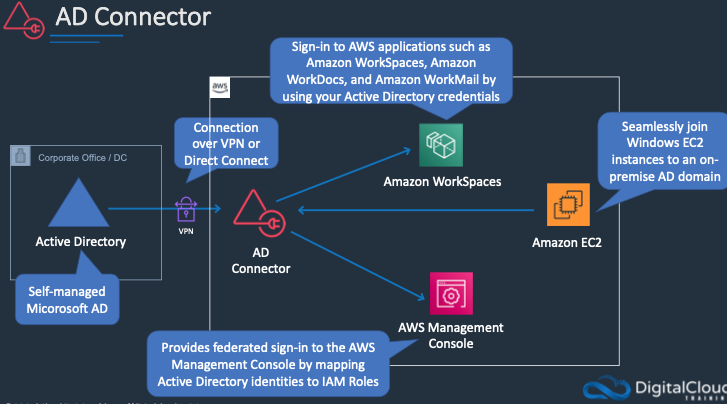 AD Connector
Sign-in to AWS applications such as
Amazon WorkSpaces, Amazon
WorkDocs, and Amazon WorkMail by
using your Active Directory credentials
aws
Connection
over VPN or
Direct Connect
Seamlessly join
Windows EC2
instances to an on-
premise AD domain
Corporate Office / DC
Amazon WorkSpaces
VPN
Active Directory
AD
Connector
Amazon EC2
Self-managed
Micorosoft AD
AWS Management
Console
Provides federated sign-in to the AWS
Management Console by mapping
Active Directory identities to IAM Roles
DigitalCloud